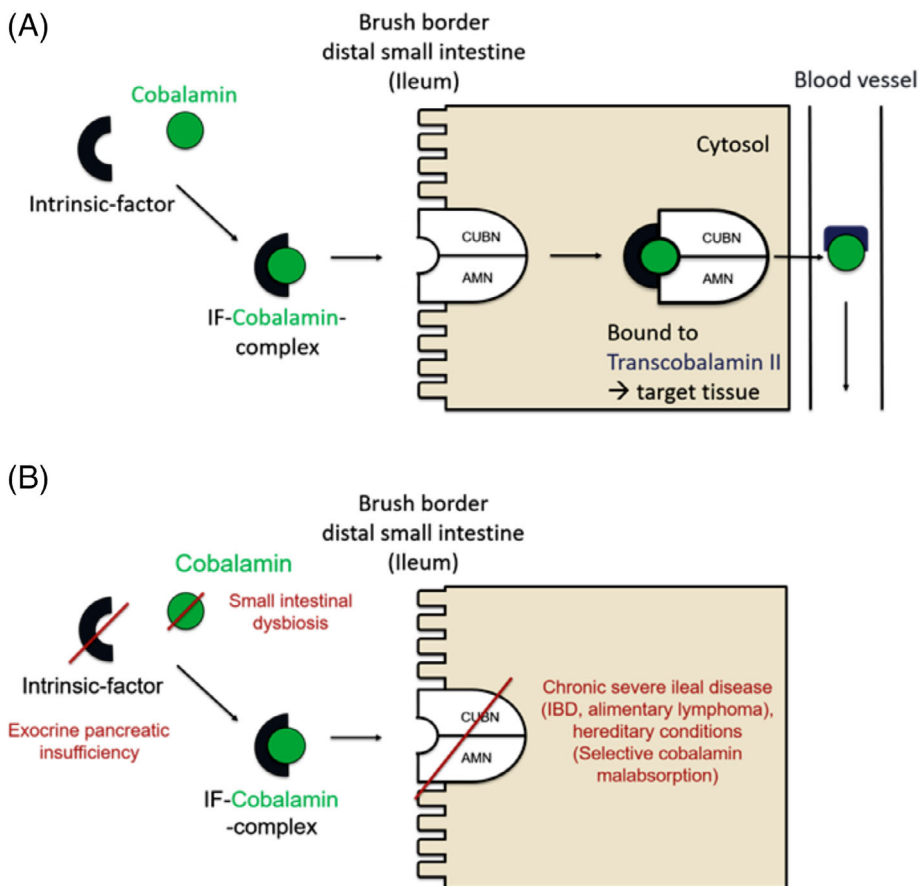 (A)
Brush border
distal small intestine
(Ileum)
Blood vessel
Cobalamin
Cytosol
Intrinsic-factor
CUBN
AMN
CUBN
AMN
IF-Cobalamin-
complex
Bound to
Transcobalamin II
→ target tissue
(B)
Brush border
distal small intestine
(Ileum)
Cobalamin
Small intestinal
dysbiosis
Intrinsic-factor
Exocrine pancreatic
insufficiency
CUBN
AMN
Chronic severe ileal disease
(IBD, alimentary lymphoma),
hereditary conditions
(Selective cobalamin
malabsorption)
IF-Cobalamin
-complex